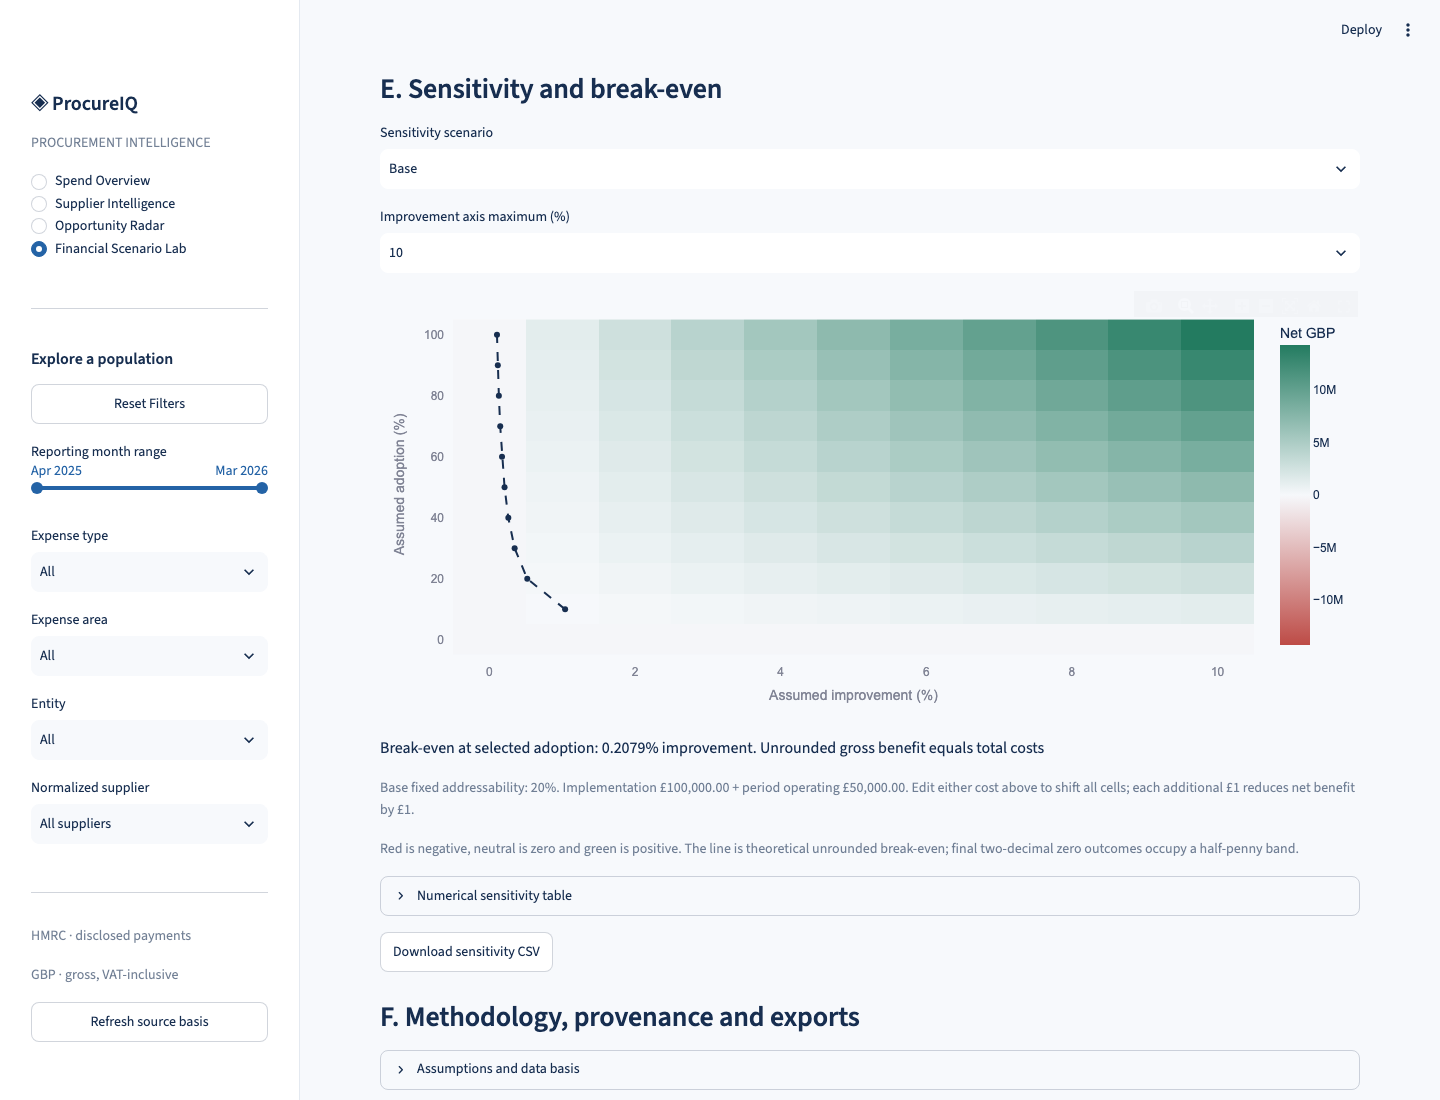 Deploy
ProcureIQ
PROCUREMENT INTELLIGENCE
Spend Overview
Supplier Intelligence
Opportunity Radar
Financial Scenario Lab
Explore a population
Reset Filters
Reporting month range
Apr 2025 Mar 2026
Expense type
All
Expense area
All
Entity
All
Normalized supplier
All suppliers
HMRC · disclosed payments
GBP · gross, VAT-inclusive
Refresh source basis
E. Sensitivity and break-even
Sensitivity scenario
Base
Improvement axis maximum (%)
10
Net GBP
10M
5M
0
−5M
−10M
100
80
60
40
20
0
Assumed adoption (%)
0 2 4 6 8 10
Assumed improvement (%)
Break-even at selected adoption: 0.2079% improvement. Unrounded gross benefit equals total costs
Base fixed addressability: 20%. Implementation £100,000.00 + period operating £50,000.00. Edit either cost above to shift all cells; each additional £1 reduces net benefit
by £1.
Red is negative, neutral is zero and green is positive. The line is theoretical unrounded break-even; final two-decimal zero outcomes occupy a half-penny band.
Numerical sensitivity table
Download sensitivity CSV
F. Methodology, provenance and exports
Assumptions and data basis